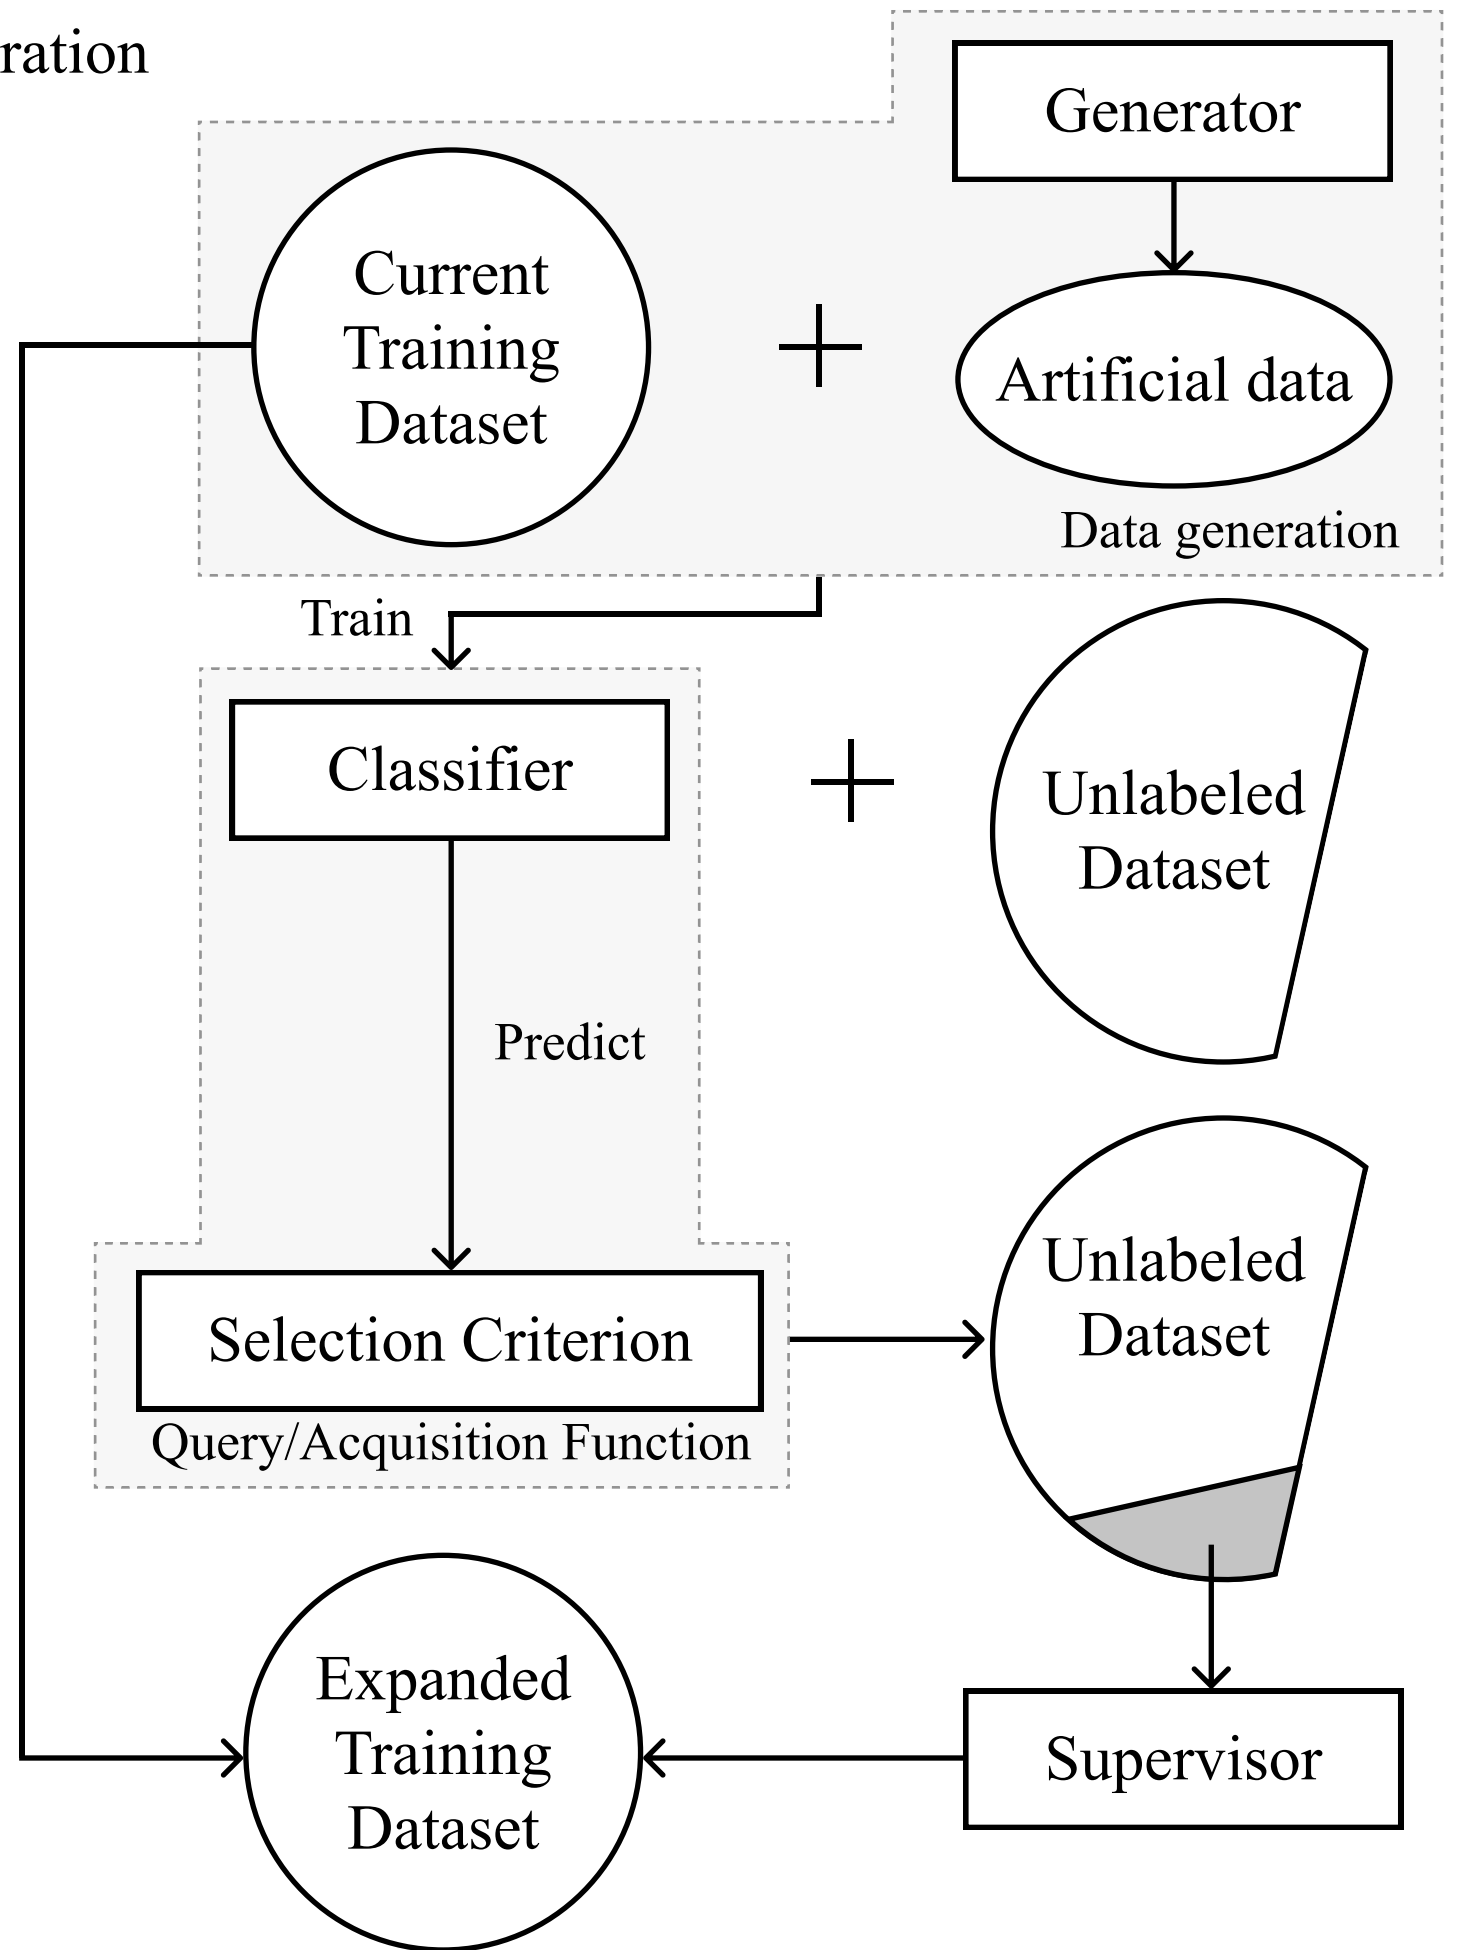 ration
Generator
Current
Training
Dataset
Artificial data
Data generation
Train
Classifier
Unlabeled
Dataset
Predict
Unlabeled
Dataset
Selection Criterion
Query/Acquisition Function
Expanded
Training
Dataset
Supervisor